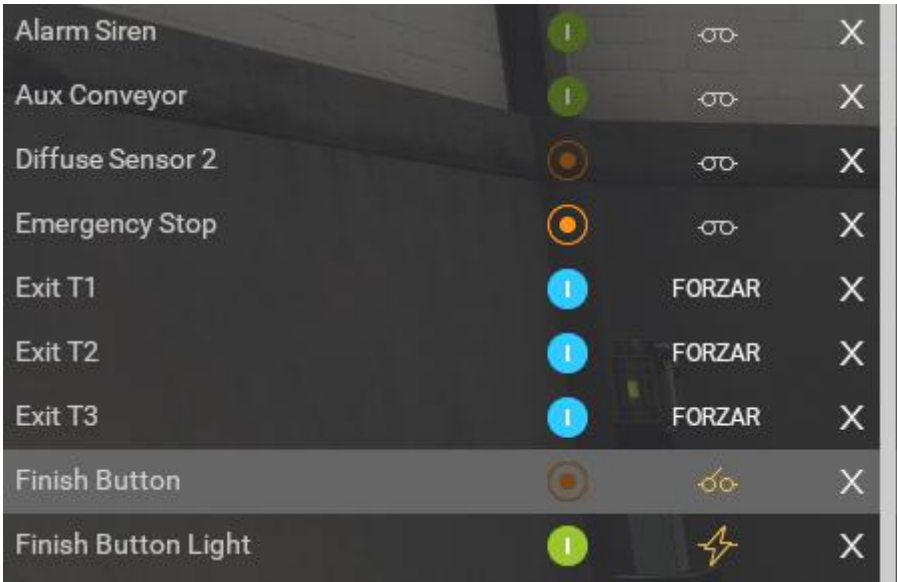 Alarm Siren X
Aux Conveyor X
Diffuse Sensor 2 X
Emergency Stop X
Exit T1 FORZAR X
Exit T2 FORZAR X
Exit T3 FORZAR X
Finish Button X
Finish Button Light X